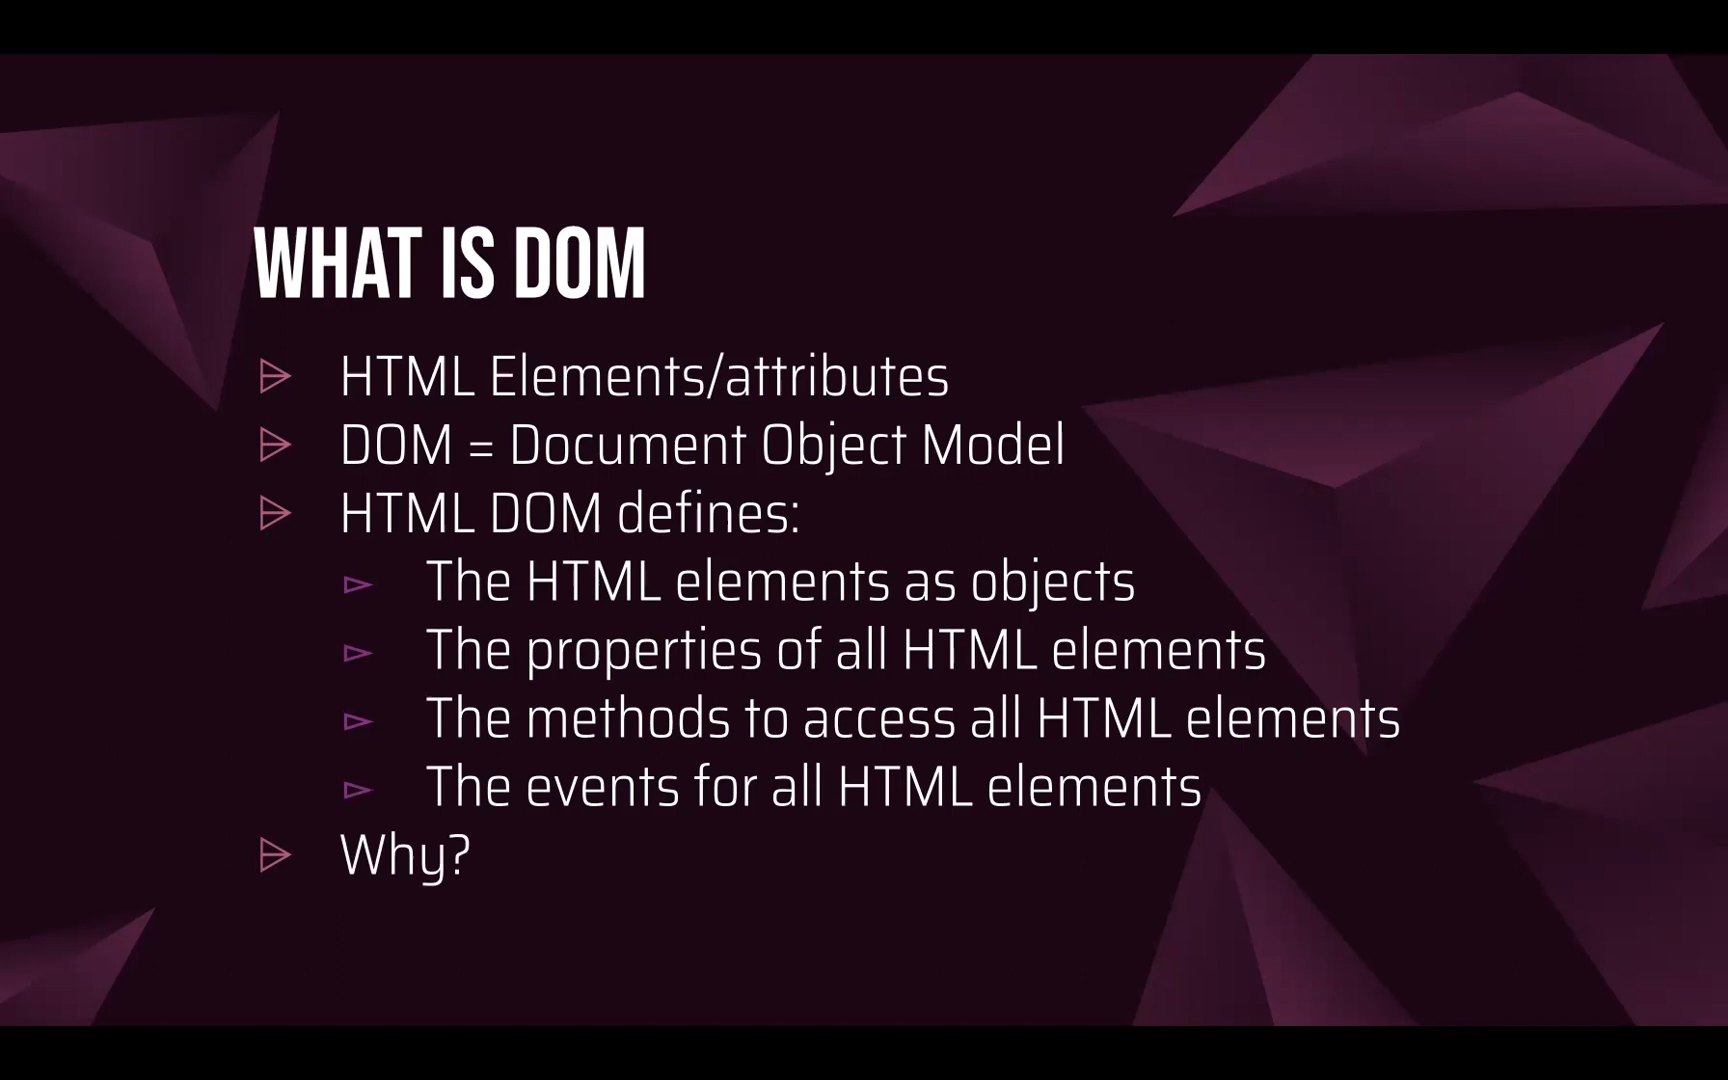 WHAT IS DOM
HTML Elements/attributes
DOM = Document Object Model
HTML DOM defines:
The HTML elements as objects
The properties of all HTML elements
The methods to access all HTML elements
The events for all HTML elements
Why?